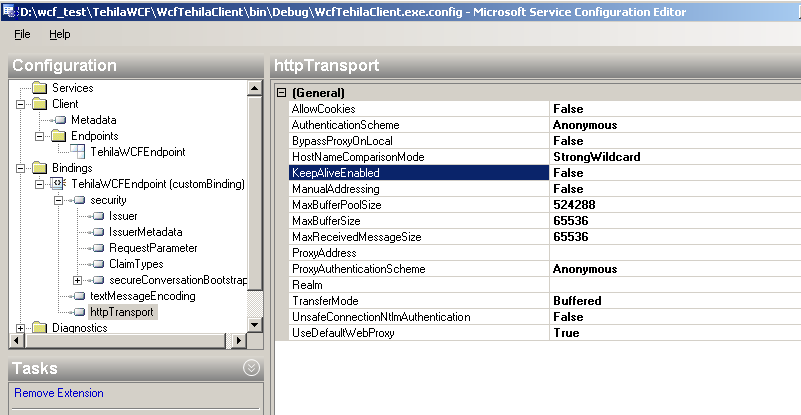 D:\wcf_test\TehilaWCF\WcfTehilaClient\bin\Debug\WcfTehilaClient.exe.config - Microsoft Service Configuration Editor
File Help
Configuration
Services
Client
Metadata
Endpoints
TehilaWCFEndpoint
Bindings
TehilaWCFEndpoint (customBinding)
security
Issuer
IssuerMetadata
RequestParameter
ClaimTypes
secureConversationBootstrap
textMessageEncoding
httpTransport
Diagnostics
Tasks
Remove Extension
httpTransport
(General)
AllowCookies False
AuthenticationScheme Anonymous
BypassProxyOnLocal False
HostNameComparisonMode StrongWildcard
KeepAliveEnabled False
ManualAddressing False
MaxBufferPoolSize 524288
MaxBufferSize 65536
MaxReceivedMessageSize 65536
ProxyAddress
ProxyAuthenticationScheme Anonymous
Realm
TransferMode Buffered
UnsafeConnectionNtlmAuthentication False
UseDefaultWebProxy True